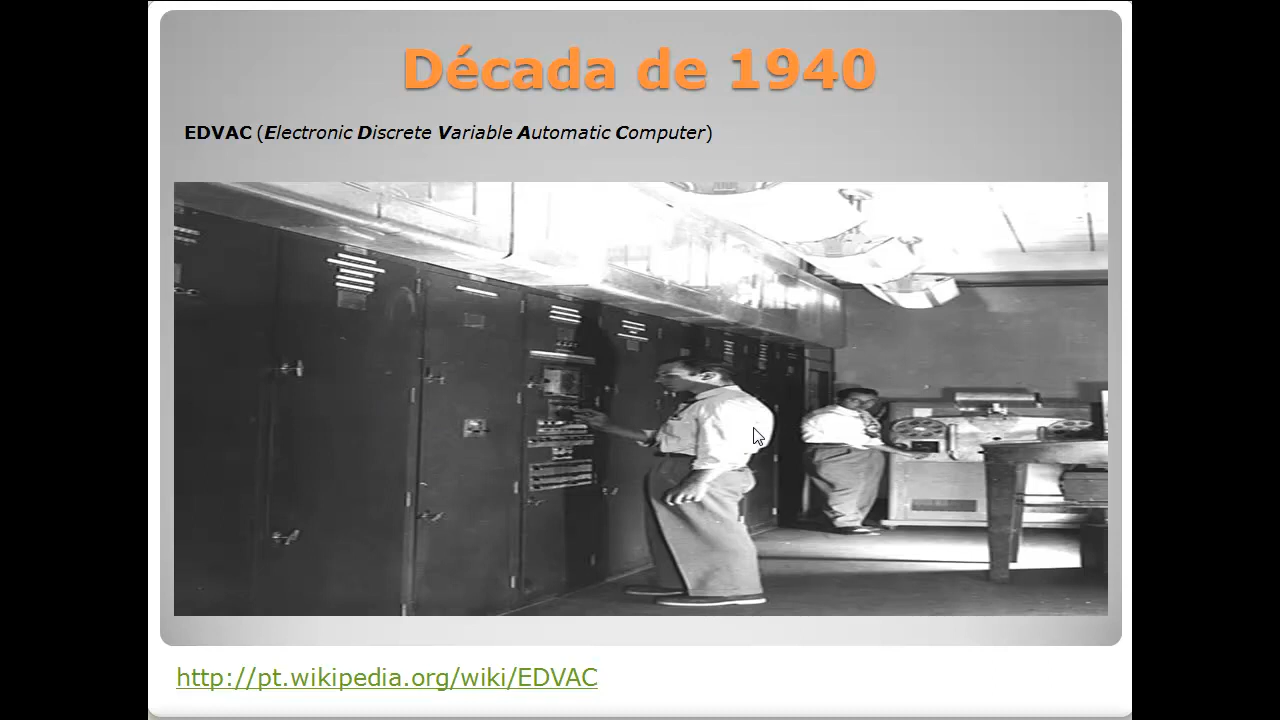 Década de 1940
EDVAC (Electronic Discrete Variable Automatic Computer)
http://pt.wikipedia.org/wiki/EDVAC